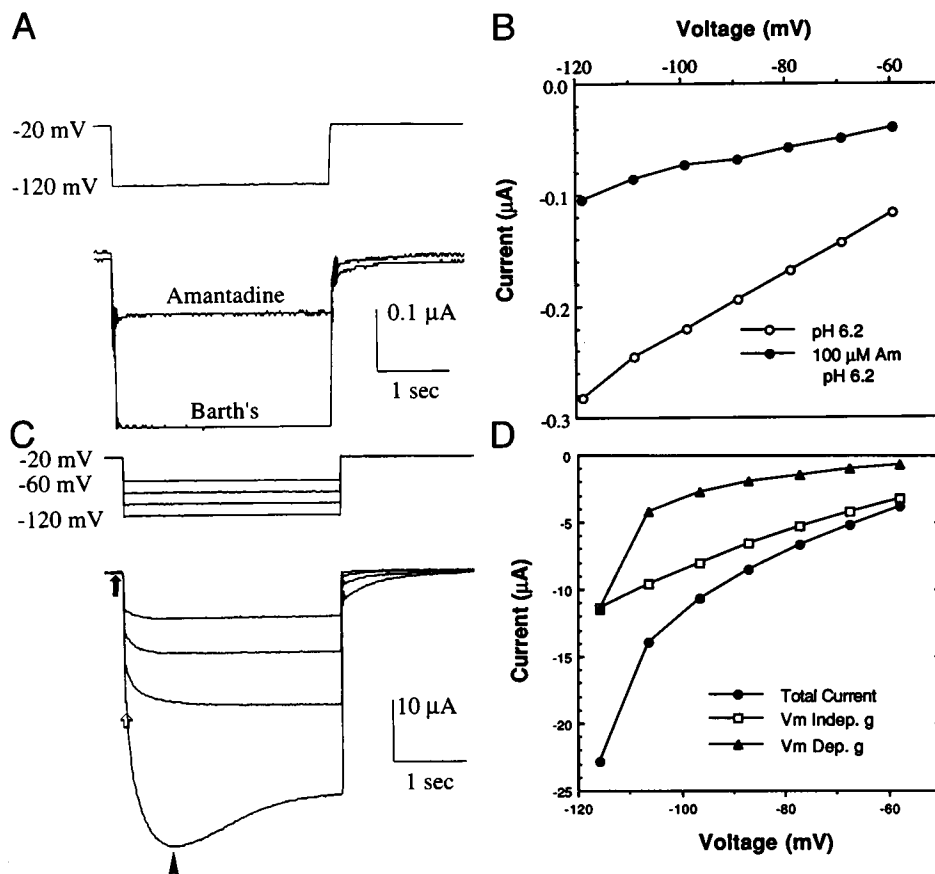 A
-20 mV
-120 mV
Amantadine
0.1 µA
1 sec
Barth's
B
Voltage (mV)
-120 -100 -80 -60
0.0
-0.1
-0.2
-0.3
Current (µA)
pH 6.2
100 µM Am
pH 6.2
C
-20 mV
-60 mV
-120 mV
10 µA
1 sec
D
0
-5
-10
-15
-20
-25
Current (µA)
Total Current
Vm Indep. g
Vm Dep. g
-120 -100 -80 -60
Voltage (mV)